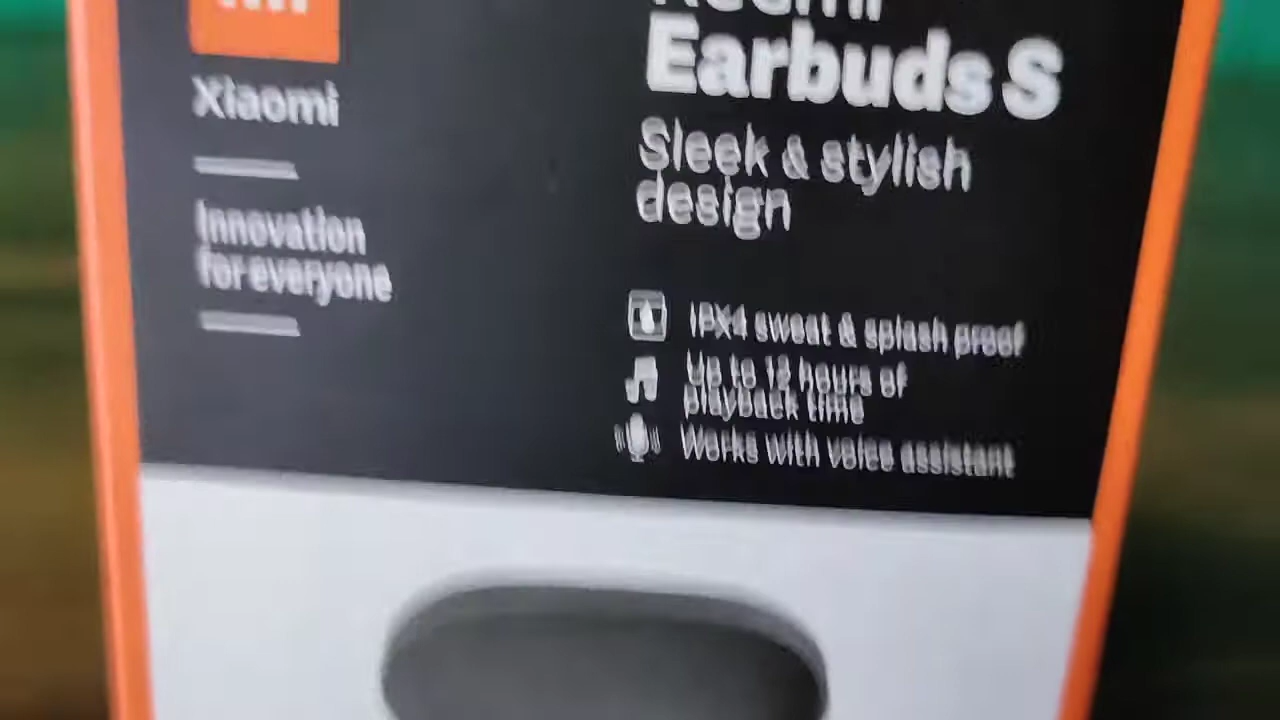 Xiaomi
Innovation
for everyone
Redmi
Earbuds S
Sleek & stylish
design
IPX4 sweat & splash proof
Up to 12 hours of
playback time
Works with voice assistant